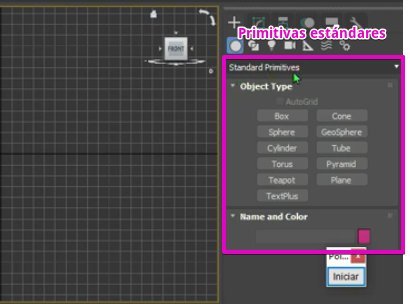 Primitivas estándares
FRONT
Standard Primitives
Object Type
AutoGrid
Box
Cone
Sphere
GeoSphere
Cylinder
Tube
Torus
Pyramid
Teapot
Plane
TextPlus
Name and Color
Pol... x
Iniciar